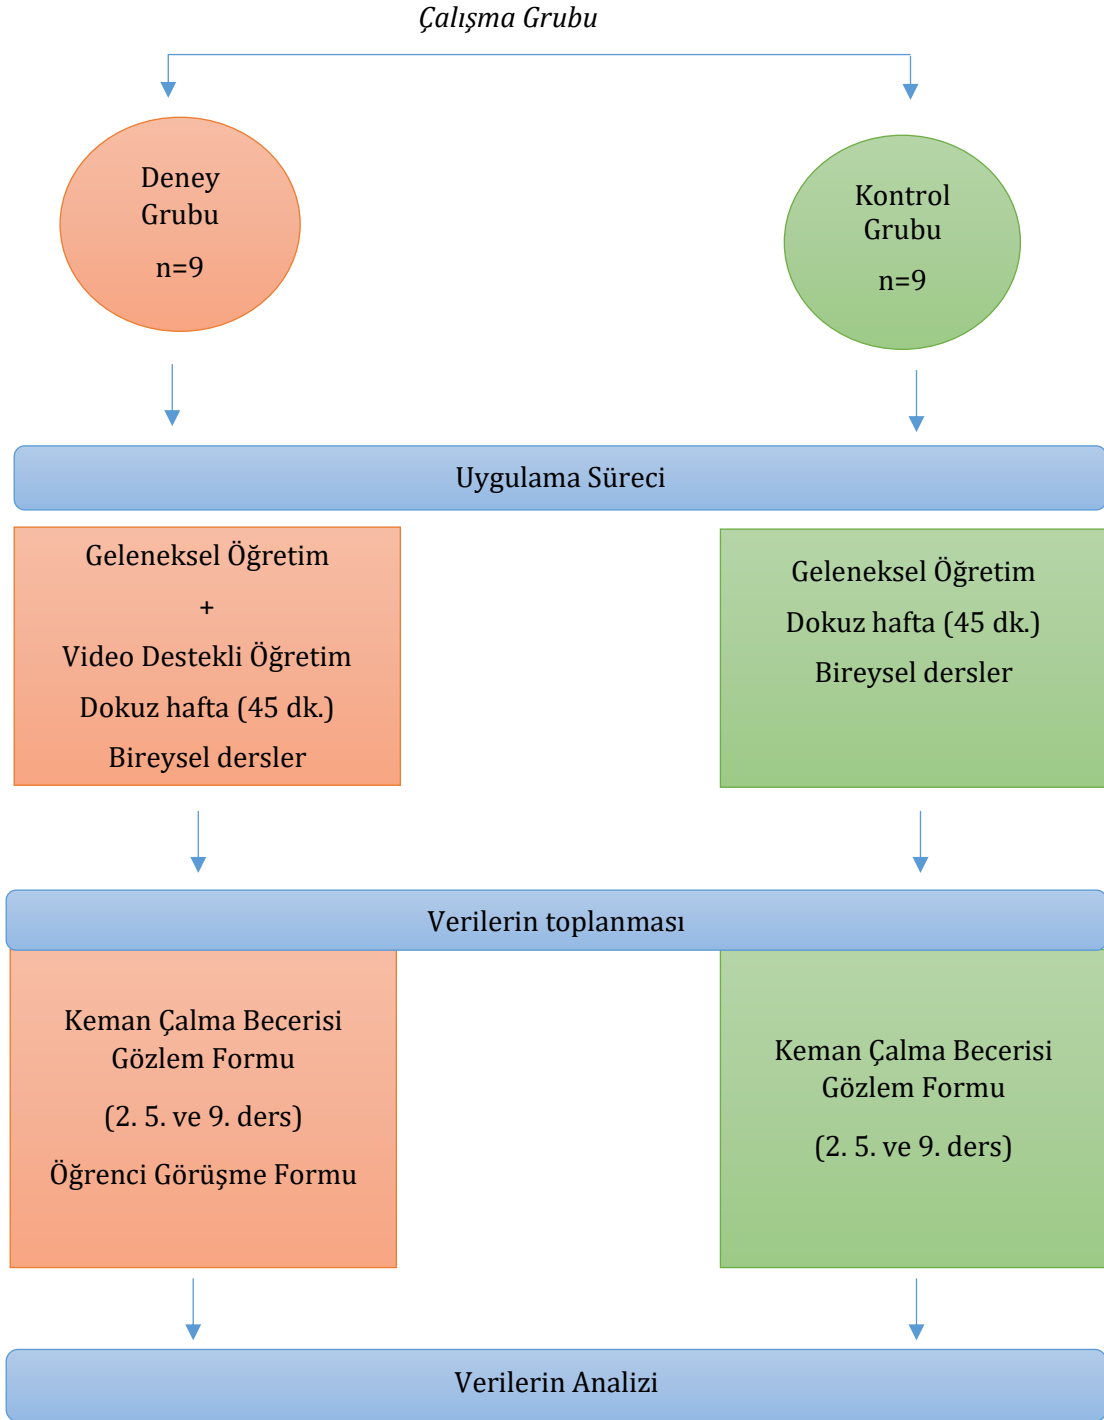 Çalışma Grubu
Deney
Grubu
n=9
Kontrol
Grubu
n=9
Uygulama Süreci
Geleneksel Öğretim
+
Video Destekli Öğretim
Dokuz hafta (45 dk.)
Bireysel dersler
Geleneksel Öğretim
Dokuz hafta (45 dk.)
Bireysel dersler
Verilerin toplanması
Keman Çalma Becerisi
Gözlem Formu
(2. 5. ve 9. ders)
Öğrenci Görüşme Formu
Keman Çalma Becerisi
Gözlem Formu
(2. 5. ve 9. ders)
Verilerin Analizi